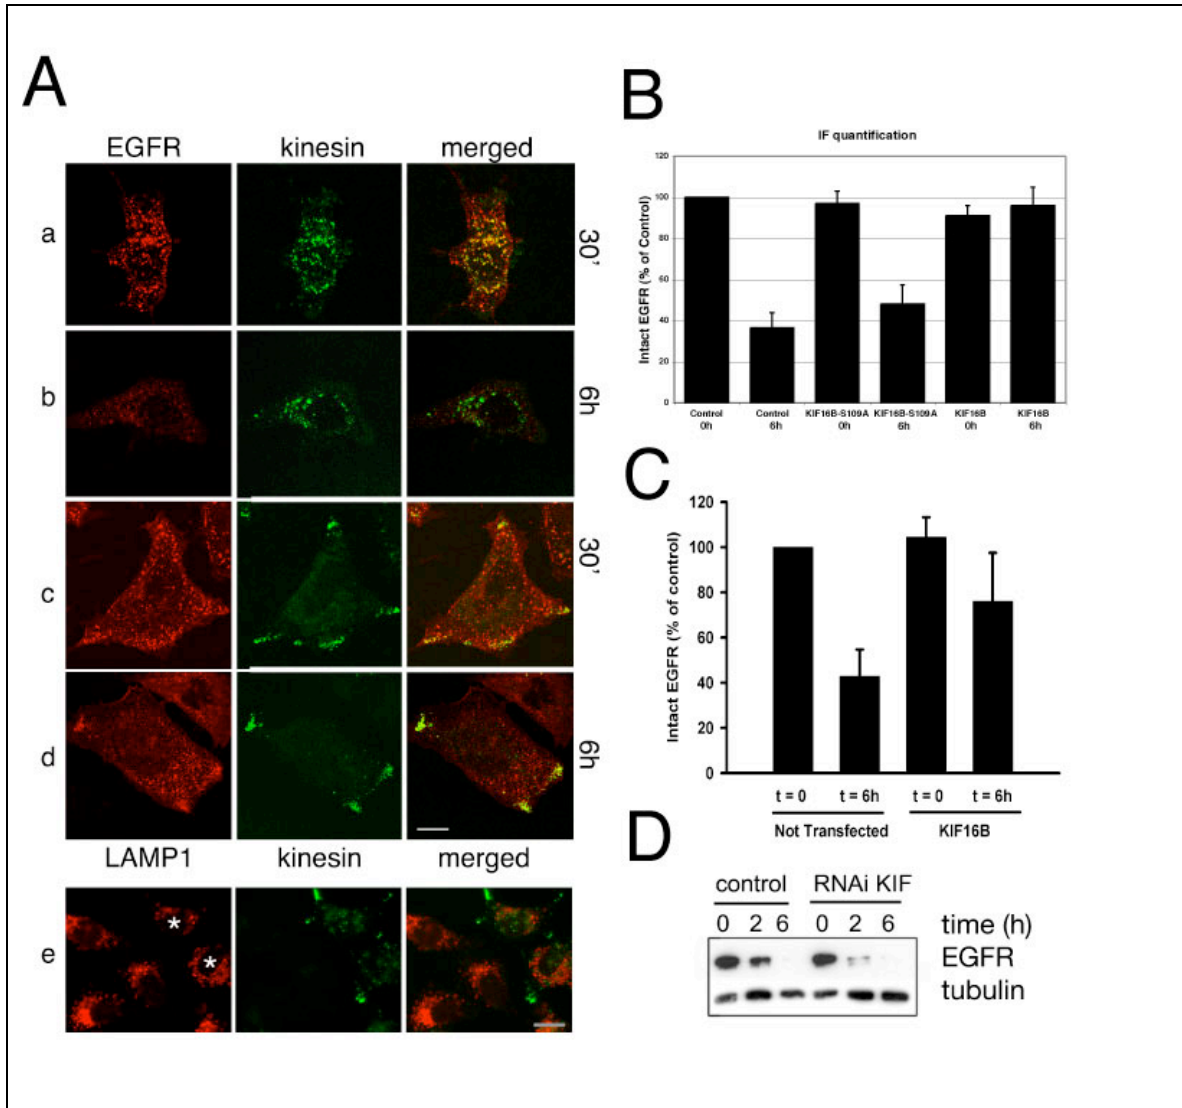 A
EGFR kinesin merged
a
30'
b
6h
c
30'
d
6h
LAMP1 kinesin merged
e
* *
B
IF quantification
Intact EGFR (% of Control)
120
100
80
60
40
20
0
Control Control KIF16B-S109A KIF16B-S109A KIF16B KIF16B
0h 6h 0h 6h 0h 6h
C
Intact EGFR (% of control)
120
100
80
60
40
20
0
t = 0 t = 6h t = 0 t = 6h
Not Transfected KIF16B
D
control RNAi KIF
0 2 6 0 2 6 time (h)
EGFR
tubulin